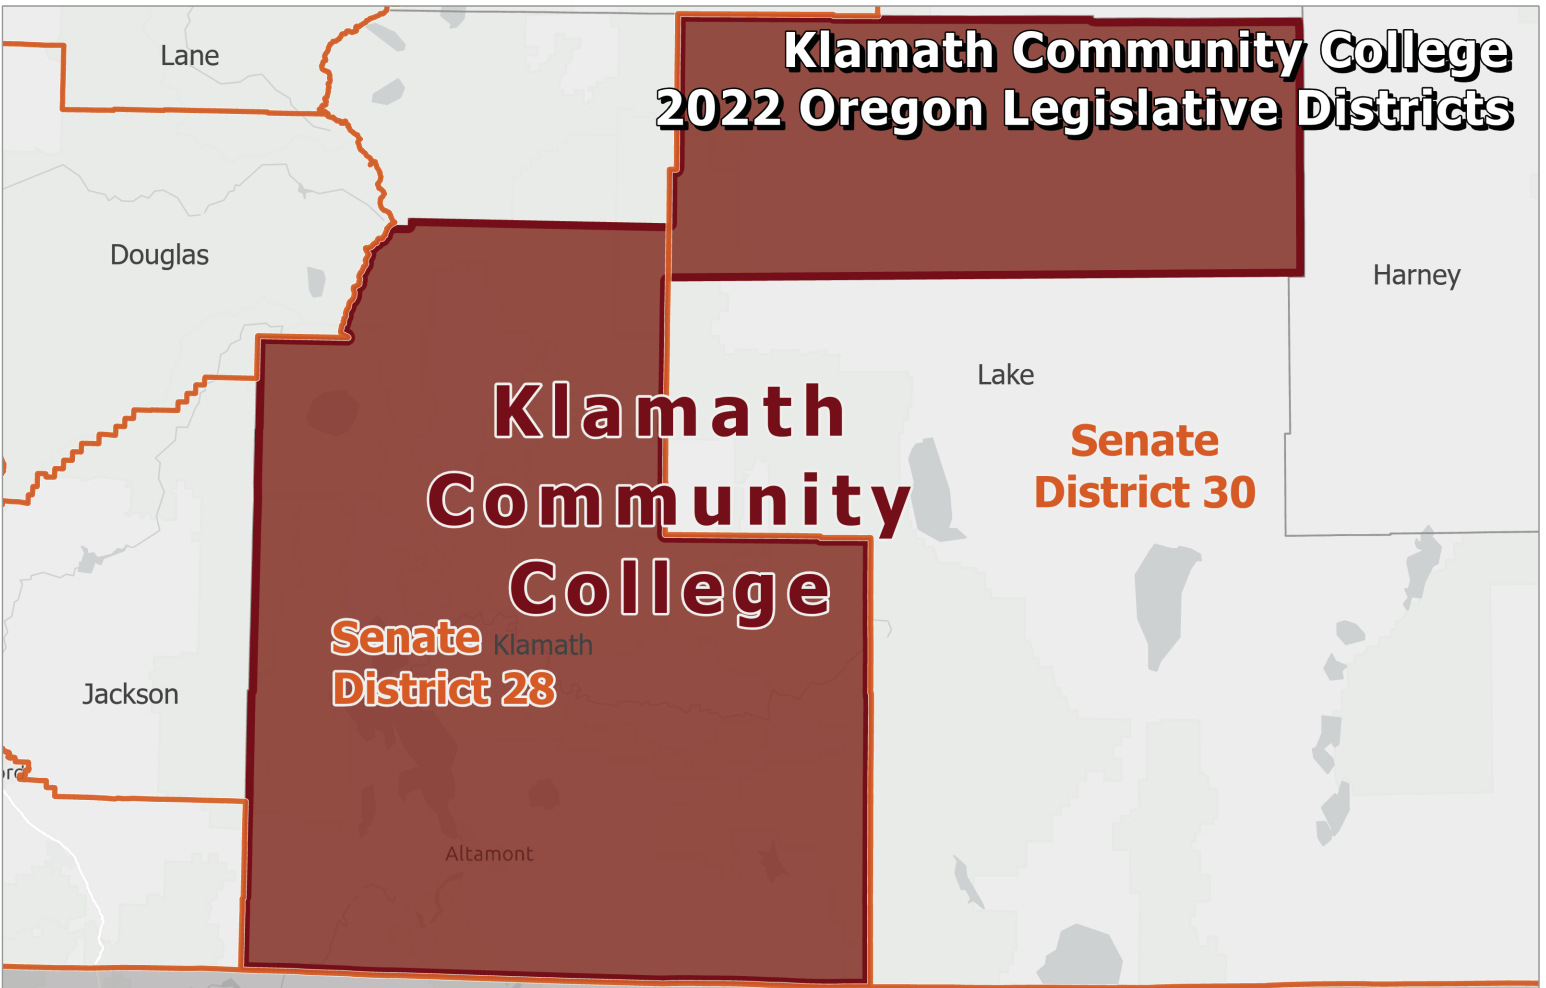 Klamath Community College
2022 Oregon Legislative Districts
Lane
Douglas
Harney
Lake
Klamath
Community
College
Senate
District 30
Senate
District 28
Klamath
Jackson
Altamont